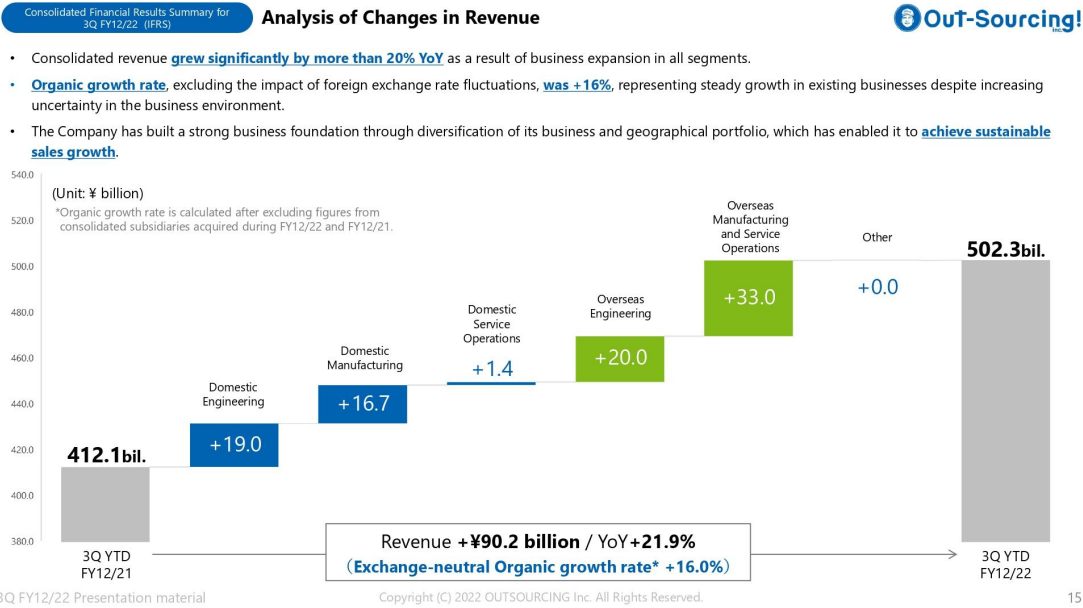 Consolidated Financial Results Summary for
3Q FY12/22 (IFRS)
Analysis of Changes in Revenue
OUT-SOURCING!
Inc.
• Consolidated revenue grew significantly by more than 20% YoY as a result of business expansion in all segments.
• Organic growth rate, excluding the impact of foreign exchange rate fluctuations, was +16%, representing steady growth in existing businesses despite increasing
uncertainty in the business environment.
• The Company has built a strong business foundation through diversification of its business and geographical portfolio, which has enabled it to achieve sustainable
sales growth.
540.0
(Unit: ¥ billion)
*Organic growth rate is calculated after excluding figures from
consolidated subsidiaries acquired during FY12/22 and FY12/21.
520.0
500.0
480.0
460.0
440.0
420.0
400.0
380.0
412.1bil.
Domestic
Engineering
+19.0
Domestic
Manufacturing
+16.7
Domestic
Service
Operations
+1.4
Overseas
Engineering
+20.0
Overseas
Manufacturing
and Service
Operations
+33.0
Other
+0.0
502.3bil.
3Q YTD
FY12/21
Revenue +¥90.2 billion / YoY+21.9%
(Exchange-neutral Organic growth rate* +16.0%)
3Q YTD
FY12/22
3Q FY12/22 Presentation material
Copyright (C) 2022 OUTSOURCING Inc. All Rights Reserved.
15